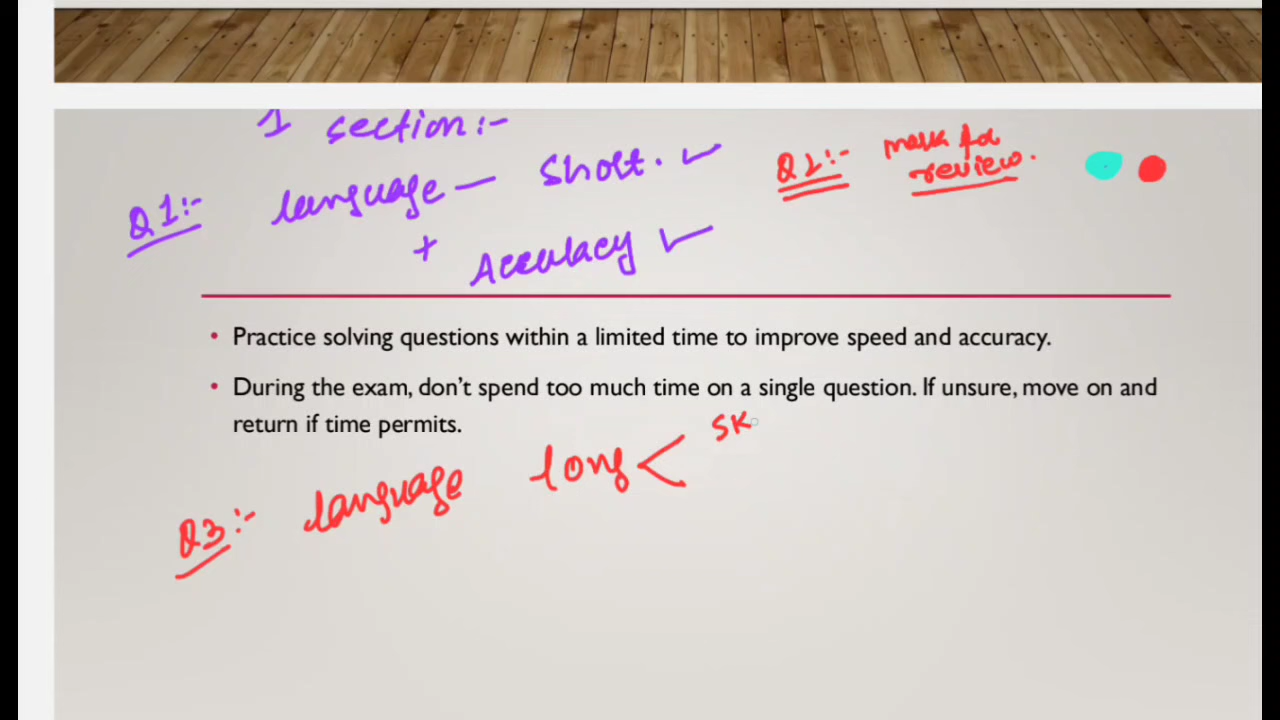 1 section:-
Q1:- language - Short. ✓
+ Accuracy ✓
Q2:- mark for
review.
• Practice solving questions within a limited time to improve speed and accuracy.
• During the exam, don't spend too much time on a single question. If unsure, move on and
return if time permits.
Q3:- language long < SK